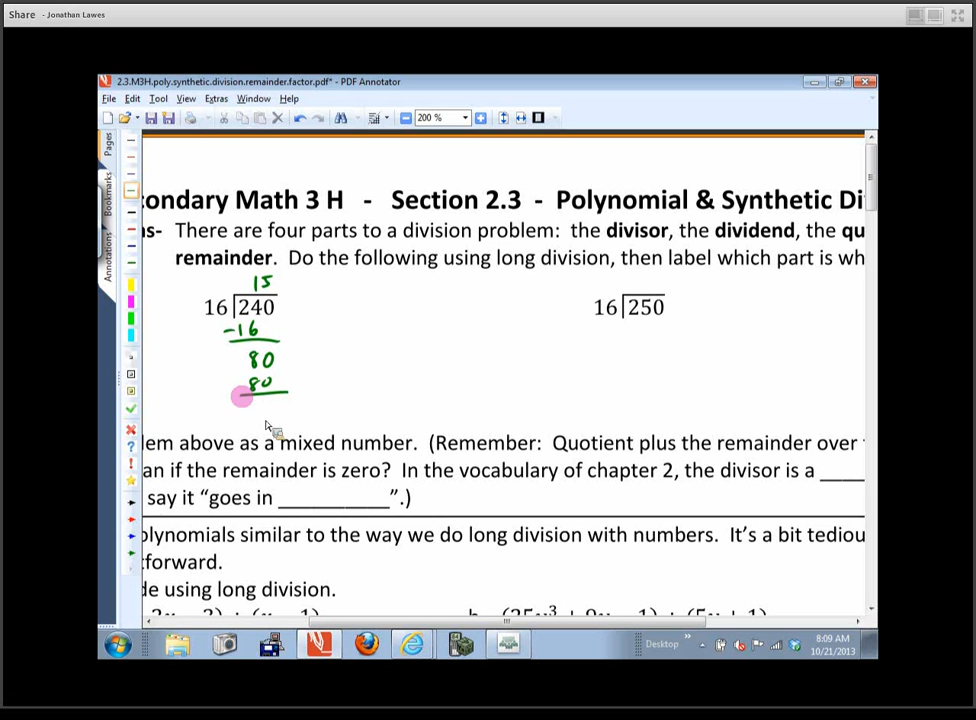 Share - Jonathan Lawes
2.3.M3H.poly.synthetic.division.remainder.factor.pdf* - PDF Annotator
File Edit Tool View Extras Window Help
200 %
Pages
Bookmarks
Annotations
ondary Math 3 H - Section 2.3 - Polynomial & Synthetic Di
ns- There are four parts to a division problem: the divisor, the dividend, the qu
remainder. Do the following using long division, then label which part is wh
15
16 240
16 250
-16
80
80
lem above as a mixed number. (Remember: Quotient plus the remainder over
an if the remainder is zero? In the vocabulary of chapter 2, the divisor is a ____
say it “goes in __________”.)
olynomials similar to the way we do long division with numbers. It’s a bit tediou
tforward.
de using long division.
Desktop
8:09 AM
10/21/2013